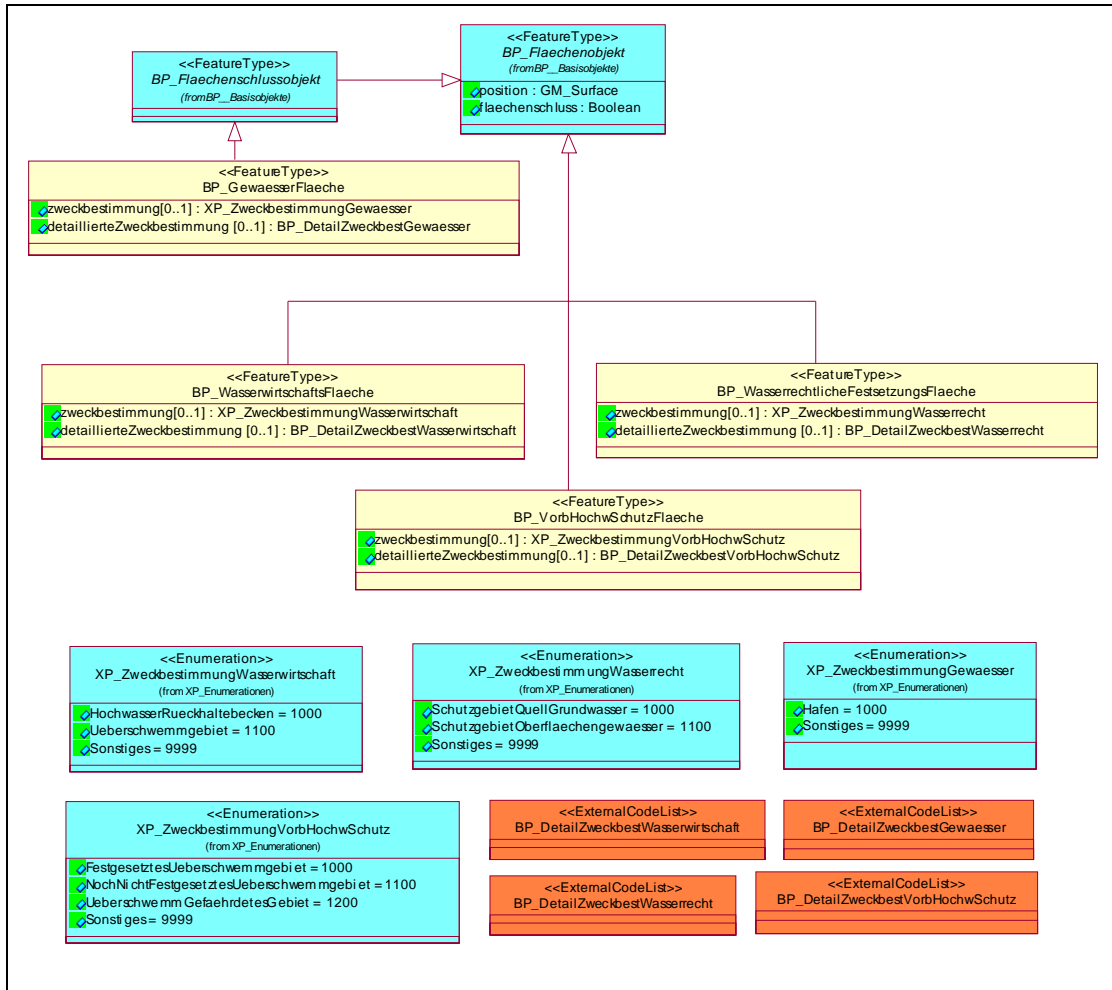 <<FeatureType>>
BP_Flaechenschlussobjekt
(from BP__Basisobjekte)
<<FeatureType>>
BP_Flaechenobjekt
(from BP__Basisobjekte)
position : GM_Surface
flaechenschluss : Boolean
<<FeatureType>>
BP_GewaesserFlaeche
zweckbestimmung[0..1] : XP_ZweckbestimmungGewaesser
detaillierteZweckbestimmung [0..1] : BP_DetailZweckbestGewaesser
<<FeatureType>>
BP_WasserwirtschaftsFlaeche
zweckbestimmung[0..1] : XP_ZweckbestimmungWasserwirtschaft
detaillierteZweckbestimmung [0..1] : BP_DetailZweckbestWasserwirtschaft
<<FeatureType>>
BP_WasserrechtlicheFestsetzungsFlaeche
zweckbestimmung[0..1] : XP_ZweckbestimmungWasserrecht
detaillierteZweckbestimmung [0..1] : BP_DetailZweckbestWasserrecht
<<FeatureType>>
BP_VorbHochwSchutzFlaeche
zweckbestimmung[0..1] : XP_ZweckbestimmungVorbHochwSchutz
detaillierteZweckbestimmung[0..1] : BP_DetailZweckbestVorbHochwSchutz
<<Enumeration>>
XP_ZweckbestimmungWasserwirtschaft
(from XP_Enumerationen)
HochwasserRueckhaltebecken = 1000
Ueberschwemmgebiet = 1100
Sonstiges = 9999
<<Enumeration>>
XP_ZweckbestimmungWasserrecht
(from XP_Enumerationen)
SchutzgebietQuellGrundwasser = 1000
SchutzgebietOberflaechengewaesser = 1100
Sonstiges = 9999
<<Enumeration>>
XP_ZweckbestimmungGewaesser
(from XP_Enumerationen)
Hafen = 1000
Sonstiges = 9999
<<Enumeration>>
XP_ZweckbestimmungVorbHochwSchutz
(from XP_Enumerationen)
FestgesetztesUeberschwemmgebiet = 1000
NochNichtFestgesetztesUeberschwemmgebiet = 1100
UeberschwemmGefaehrdetesGebiet = 1200
Sonstiges = 9999
<<ExternalCodeList>>
BP_DetailZweckbestWasserwirtschaft
<<ExternalCodeList>>
BP_DetailZweckbestGewaesser
<<ExternalCodeList>>
BP_DetailZweckbestWasserrecht
<<ExternalCodeList>>
BP_DetailZweckbestVorbHochwSchutz